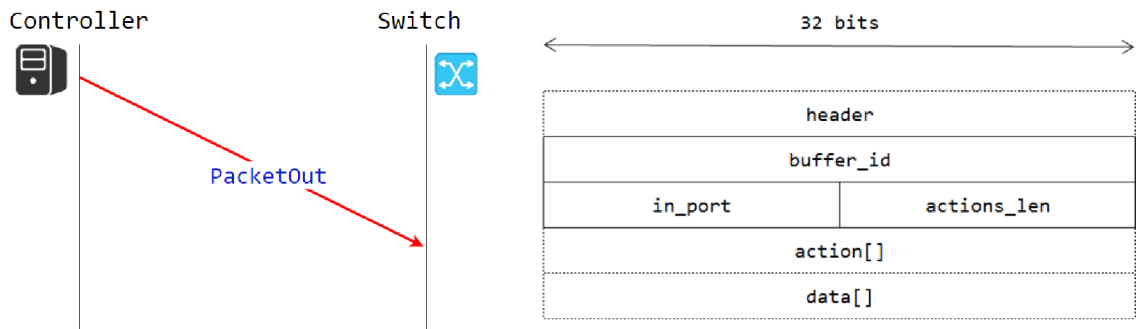 Controller
Switch
PacketOut
32 bits
header
buffer_id
in_port
actions_len
action[]
data[]